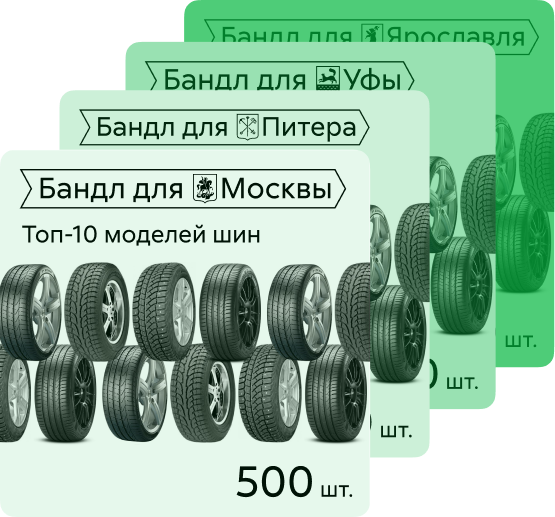 Бандл для Ярославля
Бандл для Уфы
Бандл для Питера
Бандл для Москвы
Топ-10 моделей шин
шт.
шт.
шт.
500 шт.